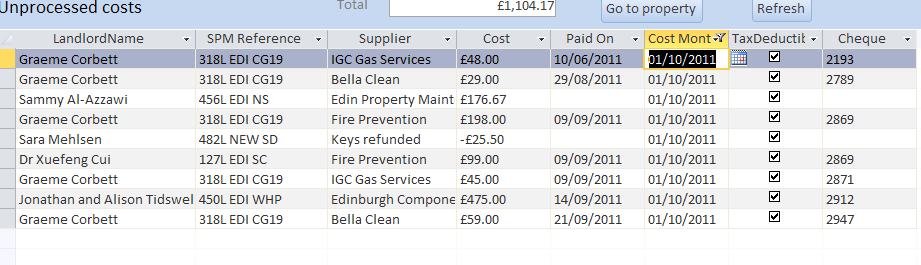 Unprocessed costs Total £1,104.17 Go to property Refresh
LandlordName SPM Reference Supplier Cost Paid On Cost Mont TaxDeductib Cheque
Graeme Corbett 318L EDI CG19 IGC Gas Services £48.00 10/06/2011 01/10/2011 2193
Graeme Corbett 318L EDI CG19 Bella Clean £29.00 29/08/2011 01/10/2011 2789
Sammy Al-Azzawi 456L EDI NS Edin Property Maint £176.67 01/10/2011
Graeme Corbett 318L EDI CG19 Fire Prevention £198.00 09/09/2011 01/10/2011 2869
Sara Mehlsen 482L NEW SD Keys refunded -£25.50 01/10/2011
Dr Xuefeng Cui 127L EDI SC Fire Prevention £99.00 09/09/2011 01/10/2011 2869
Graeme Corbett 318L EDI CG19 IGC Gas Services £45.00 09/09/2011 01/10/2011 2871
Jonathan and Alison Tidswel 450L EDI WHP Edinburgh Compone £475.00 14/09/2011 01/10/2011 2912
Graeme Corbett 318L EDI CG19 Bella Clean £59.00 21/09/2011 01/10/2011 2947